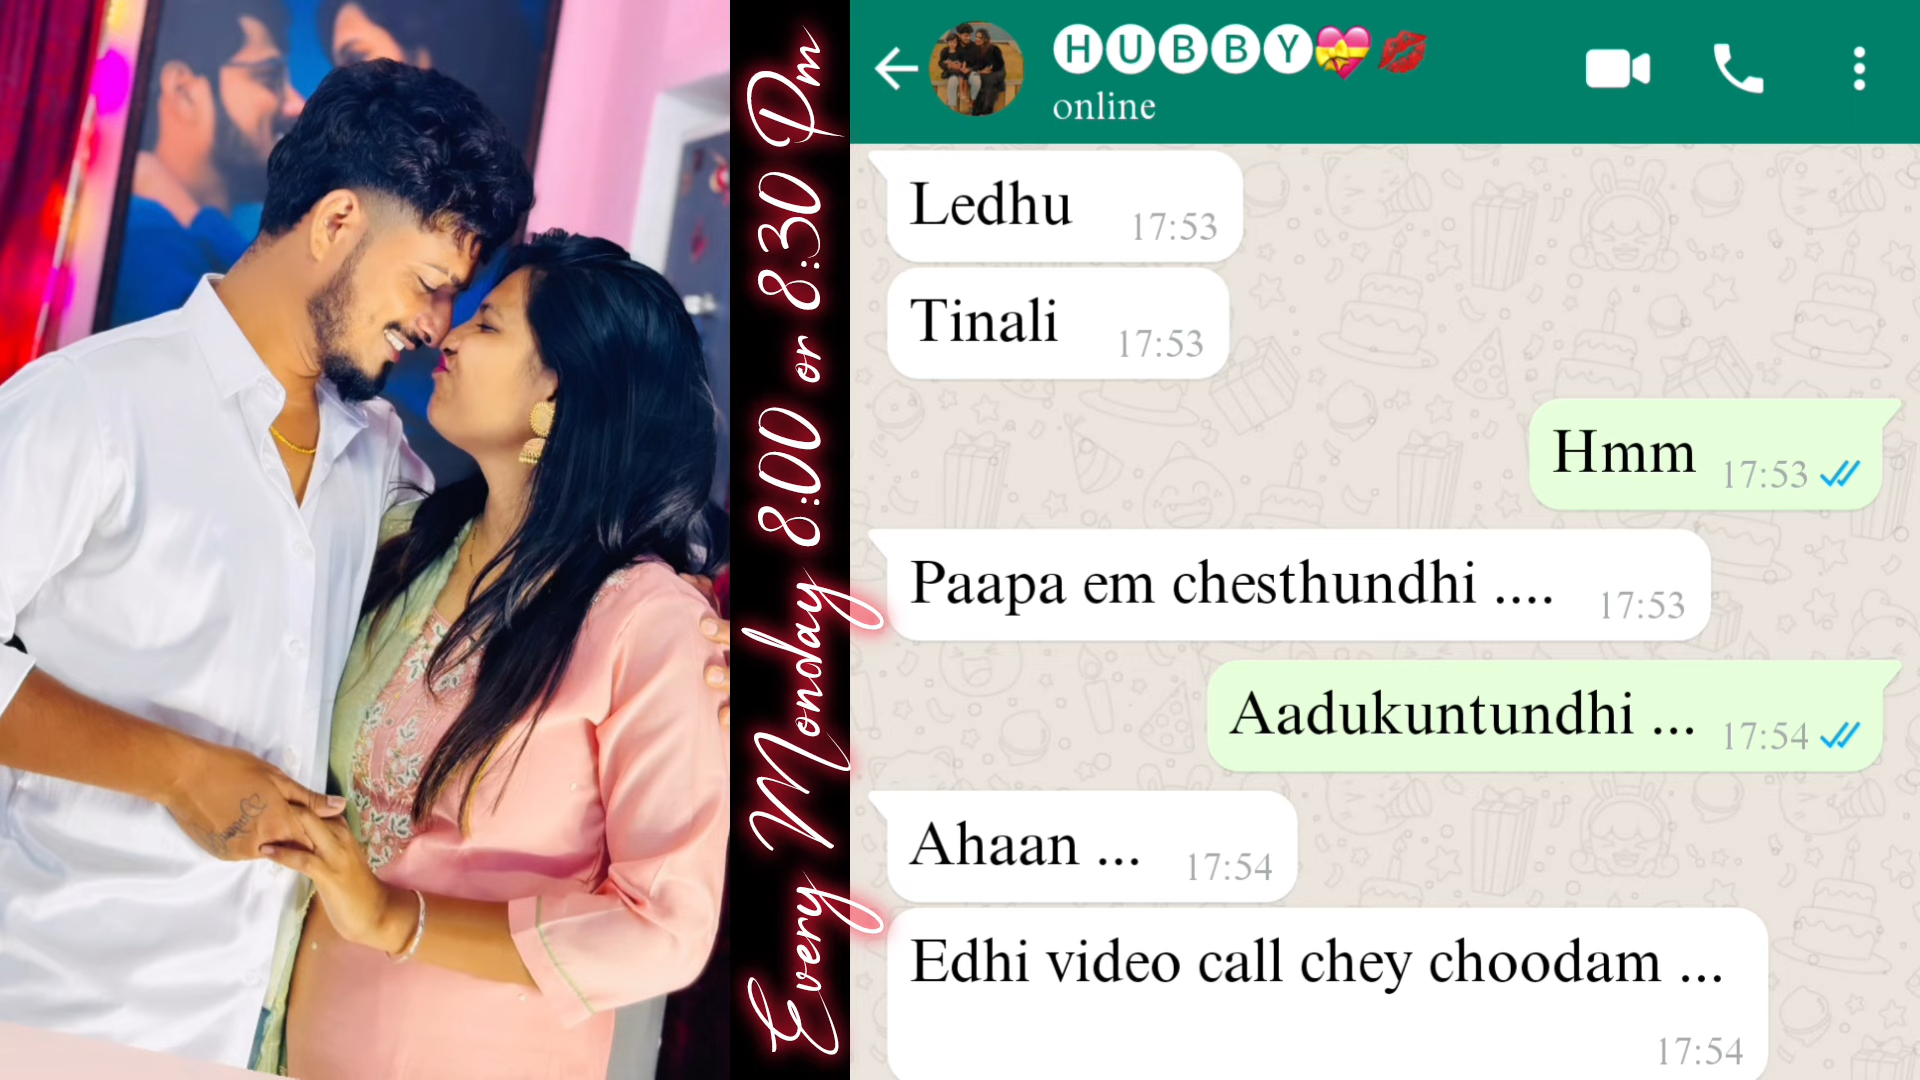 Every Monday 8:00 or 8:30 Pm
ⒽⓊⒷⒷⓎ💝💋
online
Ledhu 17:53
Tinali 17:53
Hmm 17:53
Paapa em chesthundhi .... 17:53
Aadukuntundhi ... 17:54
Ahaan ... 17:54
Edhi video call chey choodam ...
17:54